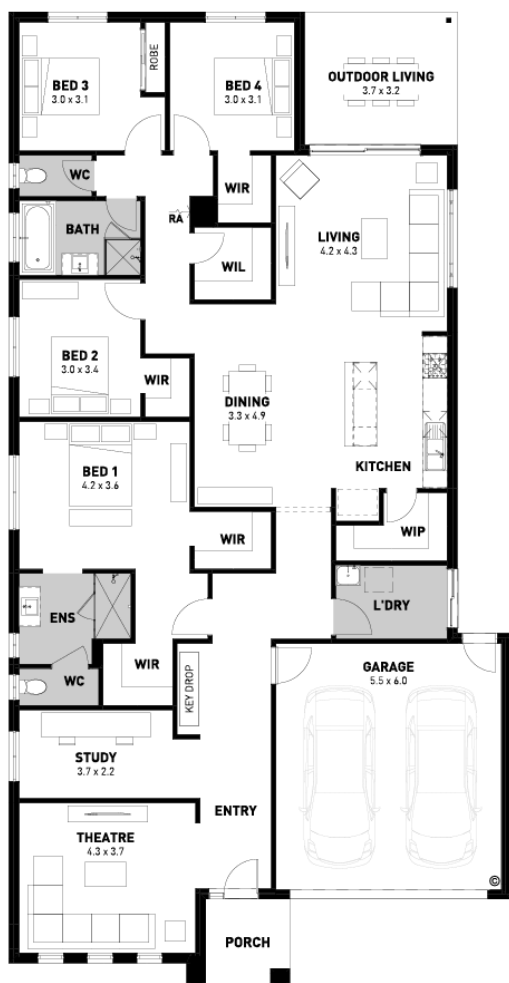 BED 3
3.0 x 3.1
ROBE
BED 4
3.0 x 3.1
OUTDOOR LIVING
3.7 x 3.2
WC
WIR
RA
BATH
LIVING
4.2 x 4.3
WIL
BED 2
3.0 x 3.4
WIR
DINING
3.3 x 4.9
KITCHEN
BED 1
4.2 x 3.6
WIR
WIP
ENS
L'DRY
WIR
WC
KEY DROP
GARAGE
5.5 x 6.0
STUDY
3.7 x 2.2
ENTRY
THEATRE
4.3 x 3.7
©
PORCH